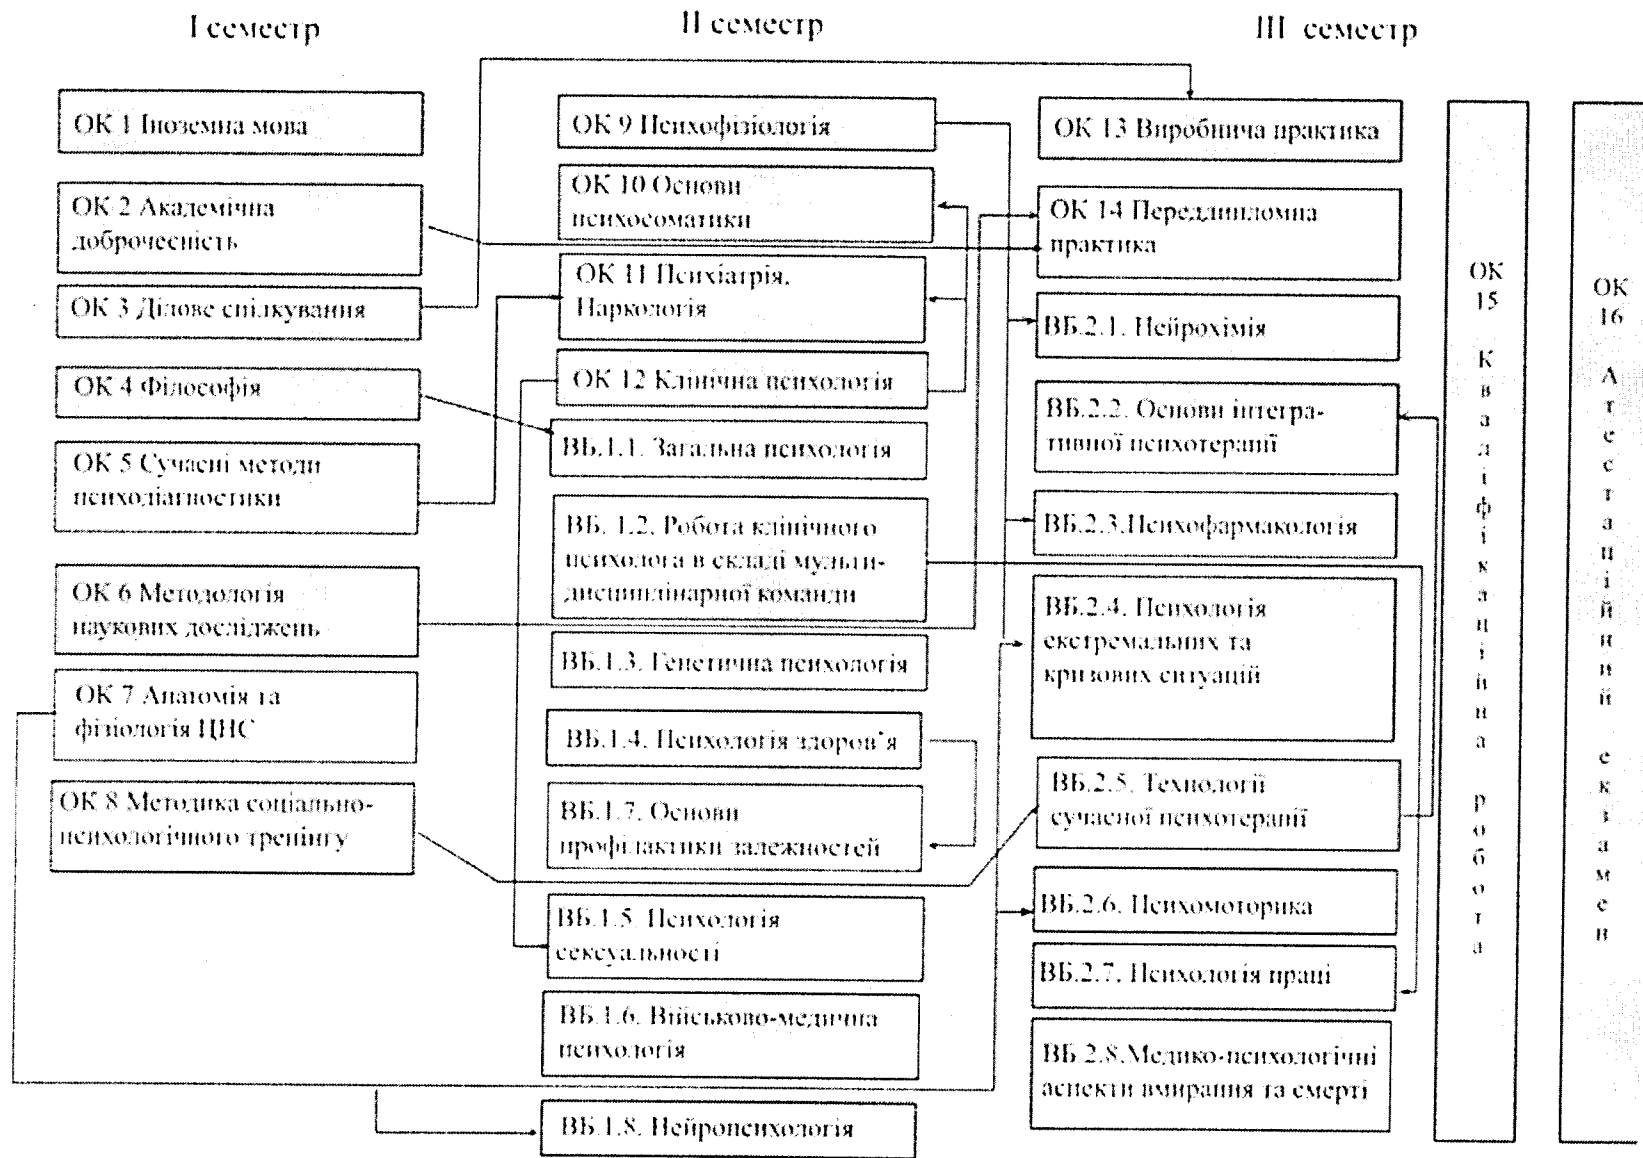 I семестр
II семестр
III семестр
ОК 1 Іноземна мова
ОК 2 Академічна
доброчесність
ОК 3 Ділове спілкування
ОК 4 Філософія
ОК 5 Сучасні методи
психодіагностики
ОК 6 Методологія
наукових досліджень
ОК 7 Анатомія та
фізіологія ЦНС
ОК 8 Методика соціально-
психологічного тренінгу
ОК 9 Психофізіологія
ОК 10 Основи
психосоматики
ОК 11 Психіатрія.
Наркологія
ОК 12 Клінічна психологія
ВБ.1.1. Загальна психологія
ВБ. 1.2. Робота клінічного
психолога в складі мульти-
дисциплінарної команди
ВБ.1.3. Генетична психологія
ВБ.1.4. Психологія здоров'я
ВБ.1.7. Основи
профілактики залежностей
ВБ.1.5. Психологія
сексуальності
ВБ.1.6. Військово-медична
психологія
ВБ.1.8. Нейропсихологія
ОК 13 Виробнича практика
ОК 14 Переддипломна
практика
ВБ.2.1. Нейрохімія
ВБ.2.2. Основи інтегра-
тивної психотерапії
ВБ.2.3.Психофармакологія
ВБ.2.4. Психологія
екстремальних та
кризових ситуацій
ВБ.2.5. Технології
сучасної психотерапії
ВБ.2.6. Психомоторика
ВБ.2.7. Психологія праці
ВБ.2.8.Медико-психологічні
аспекти вмирання та смерті
ОК
15
Кваліфікаційна
робота
ОК
16
Атестаційний
екзамен